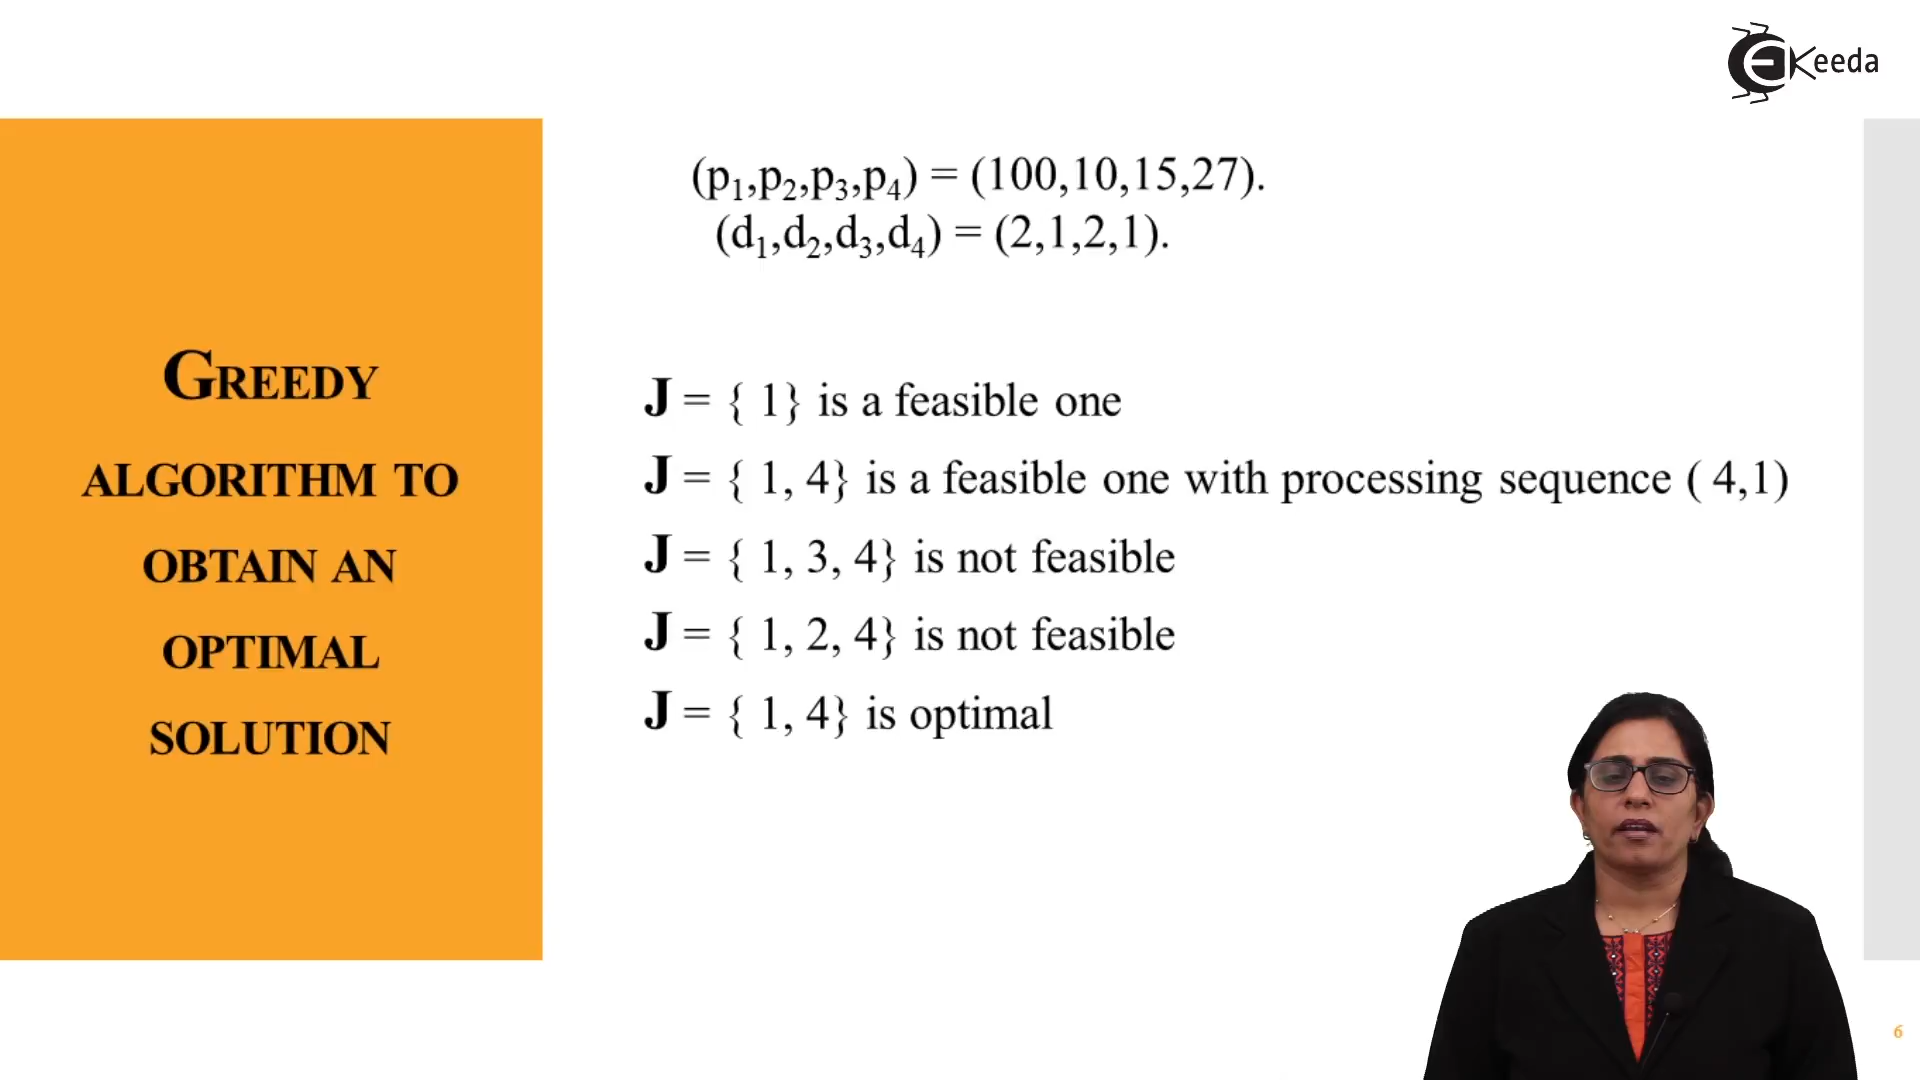 eKeeda
(p1,p2,p3,p4) = (100,10,15,27).
(d1,d2,d3,d4) = (2,1,2,1).
GREEDY
ALGORITHM TO
OBTAIN AN
OPTIMAL
SOLUTION
J = { 1} is a feasible one
J = { 1, 4} is a feasible one with processing sequence ( 4,1)
J = { 1, 3, 4} is not feasible
J = { 1, 2, 4} is not feasible
J = { 1, 4} is optimal
6